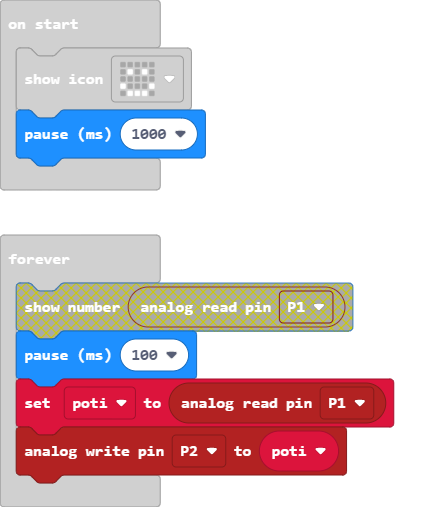 on start
show icon
pause (ms) 1000
forever
show number analog read pin P1
pause (ms) 100
set poti to analog read pin P1
analog write pin P2 to poti